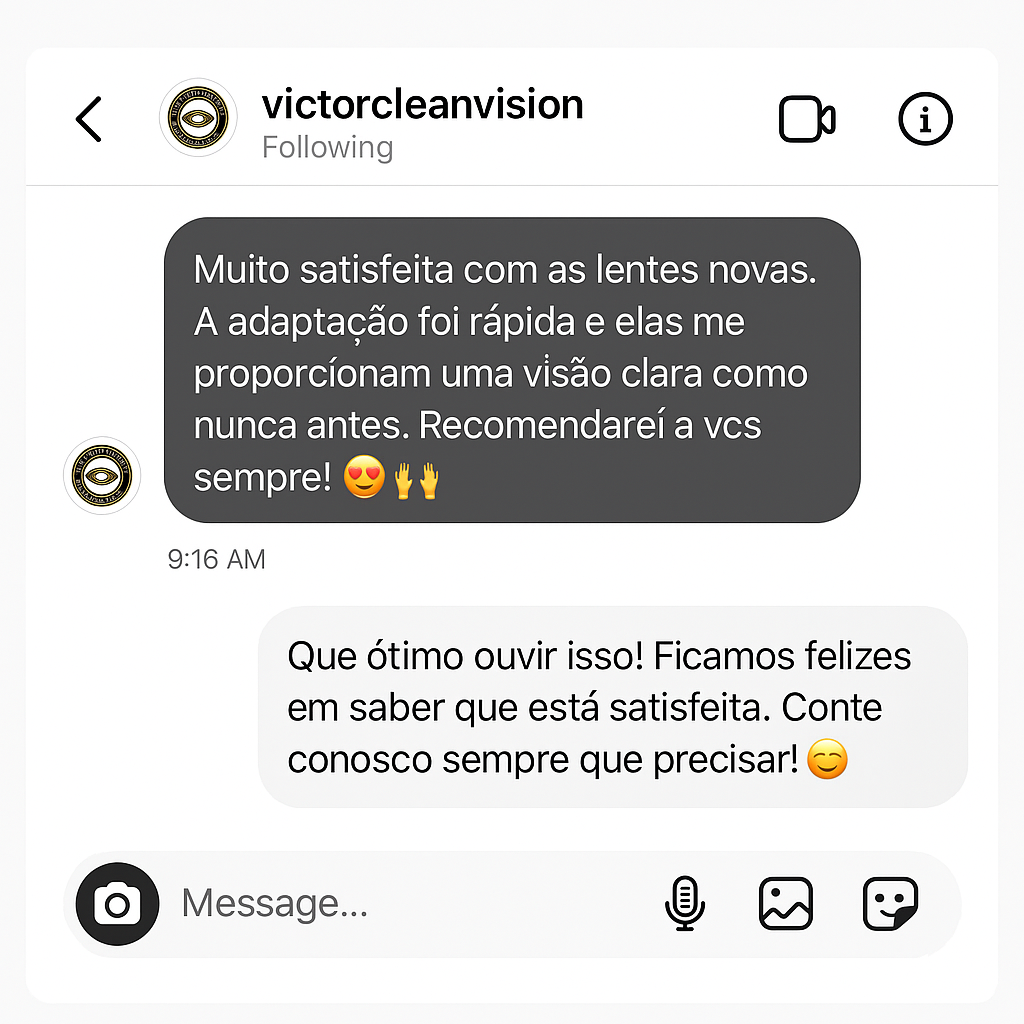 victorcleanvision
Following
Muito satisfeita com as lentes novas.
A adaptação foi rápida e elas me
proporcíonam uma visão clara como
nunca antes. Recomendareí a vcs
sempre! 😍🙌
9:16 AM
Que ótimo ouvir isso! Ficamos felizes
em saber que está satisfeita. Conte
conosco sempre que precisar! 😊
Message...